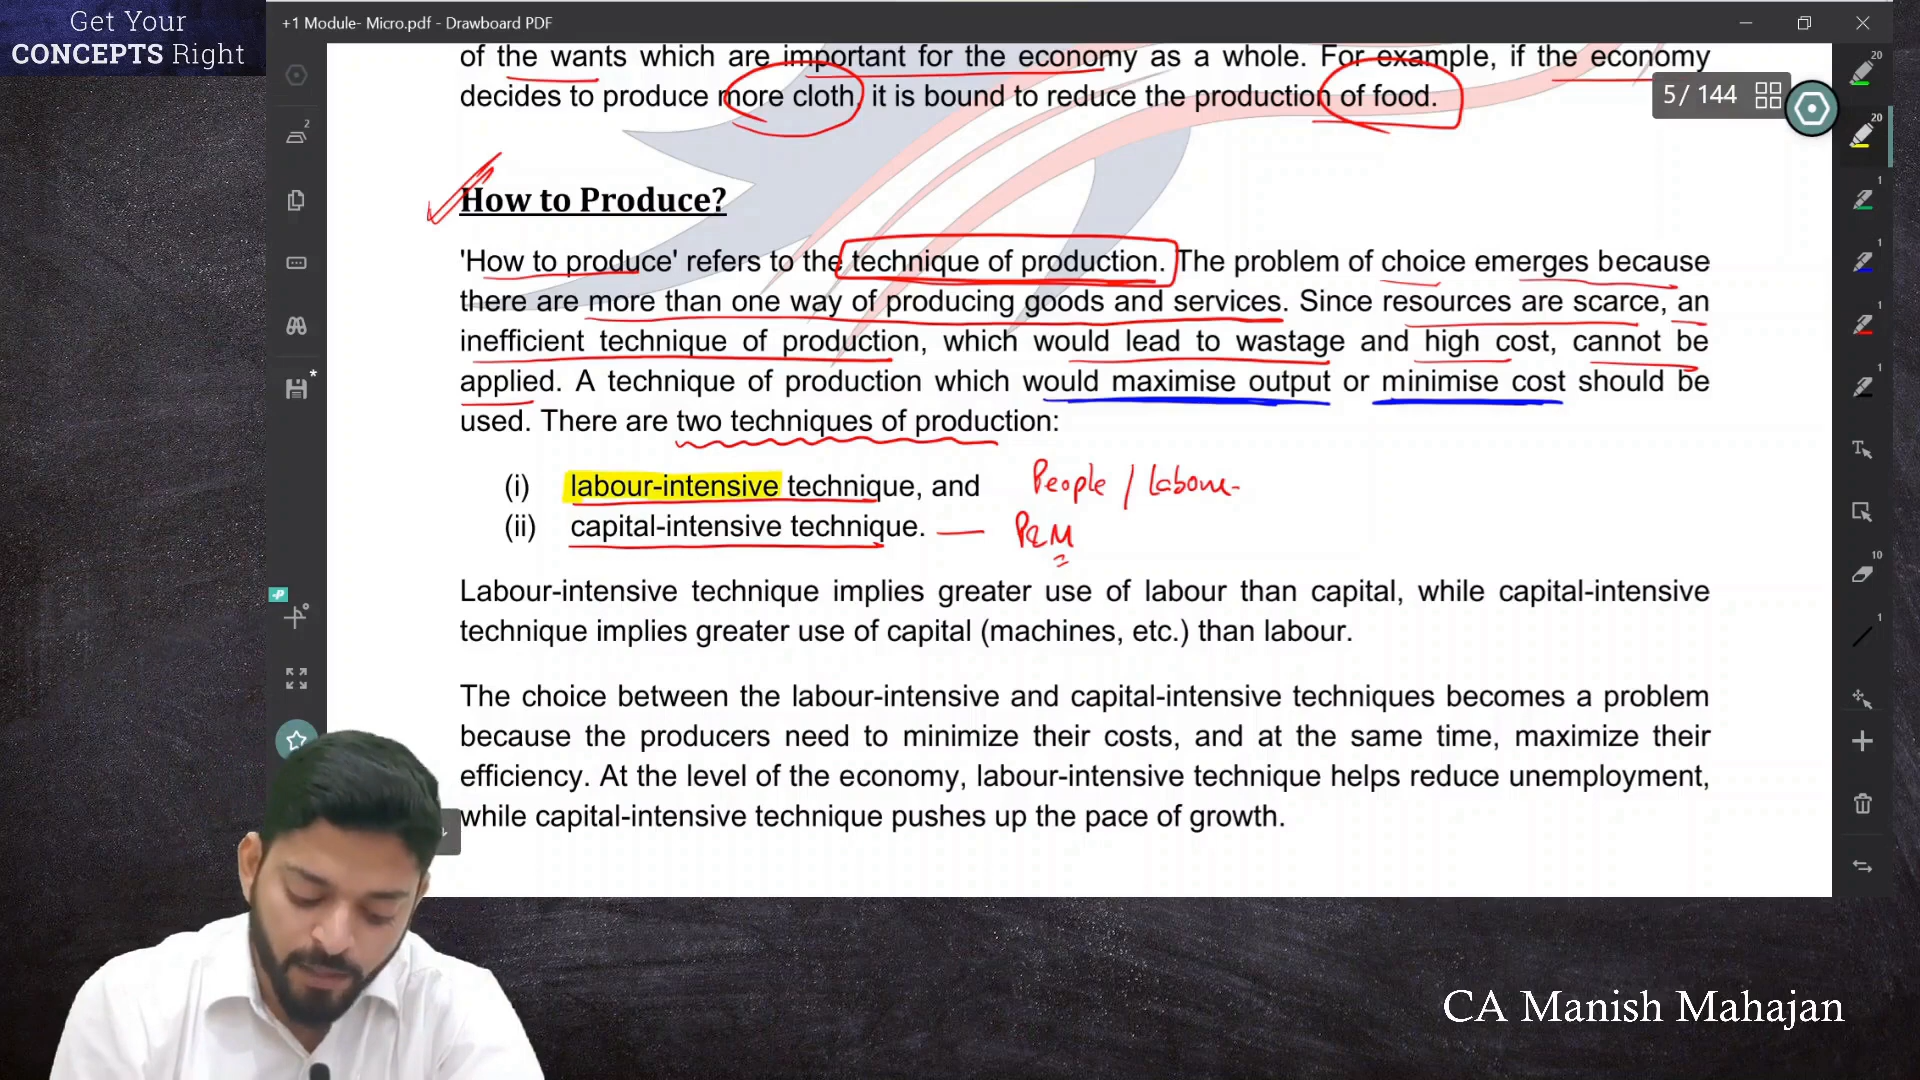 Get Your
CONCEPTS Right
+1 Module- Micro.pdf - Drawboard PDF
of the wants which are important for the economy as a whole. For example, if the economy
decides to produce more cloth, it is bound to reduce the production of food.
5 / 144
How to Produce?
'How to produce' refers to the technique of production. The problem of choice emerges because
there are more than one way of producing goods and services. Since resources are scarce, an
inefficient technique of production, which would lead to wastage and high cost, cannot be
applied. A technique of production which would maximise output or minimise cost should be
used. There are two techniques of production:
(i) labour-intensive technique, and People / Labour
(ii) capital-intensive technique. — P&M
Labour-intensive technique implies greater use of labour than capital, while capital-intensive
technique implies greater use of capital (machines, etc.) than labour.
The choice between the labour-intensive and capital-intensive techniques becomes a problem
because the producers need to minimize their costs, and at the same time, maximize their
efficiency. At the level of the economy, labour-intensive technique helps reduce unemployment,
while capital-intensive technique pushes up the pace of growth.
2
20
20
1
1
1
1
10
1
CA Manish Mahajan